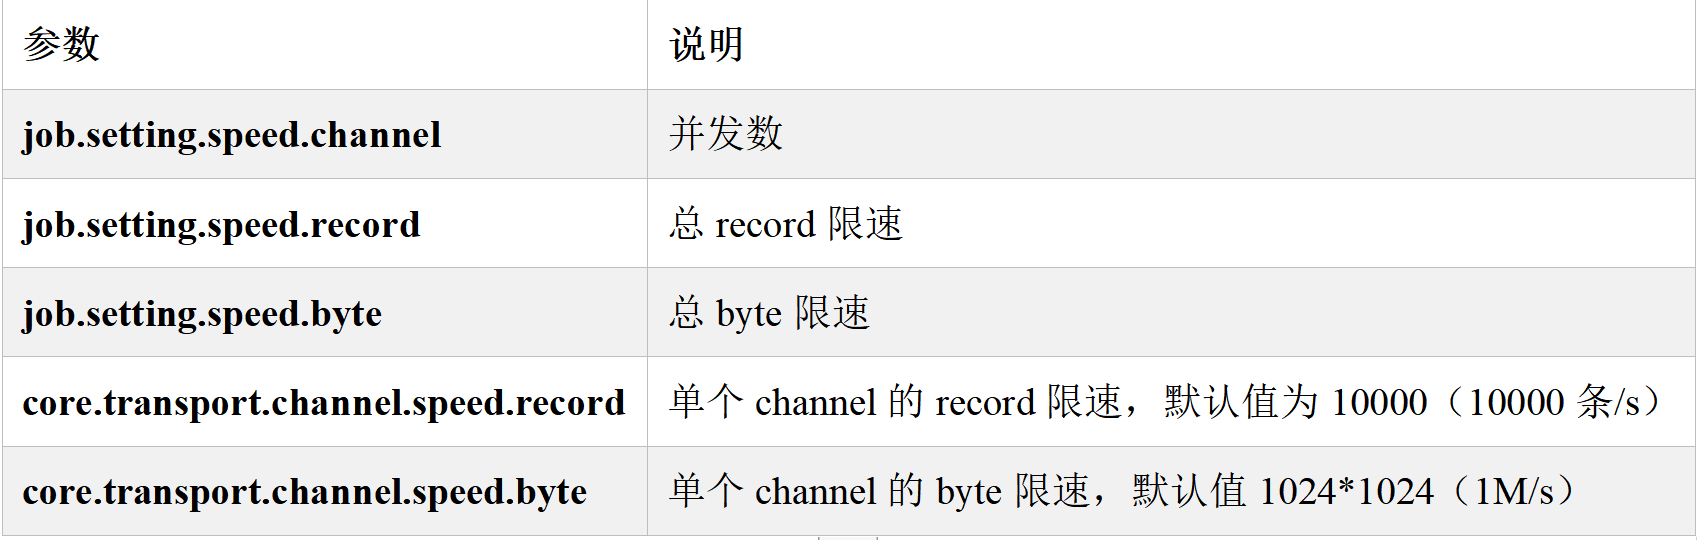 参数 说明
job.setting.speed.channel 并发数
job.setting.speed.record 总 record 限速
job.setting.speed.byte 总 byte 限速
core.transport.channel.speed.record 单个 channel 的 record 限速，默认值为 10000（10000 条/s）
core.transport.channel.speed.byte 单个 channel 的 byte 限速，默认值 1024*1024（1M/s）